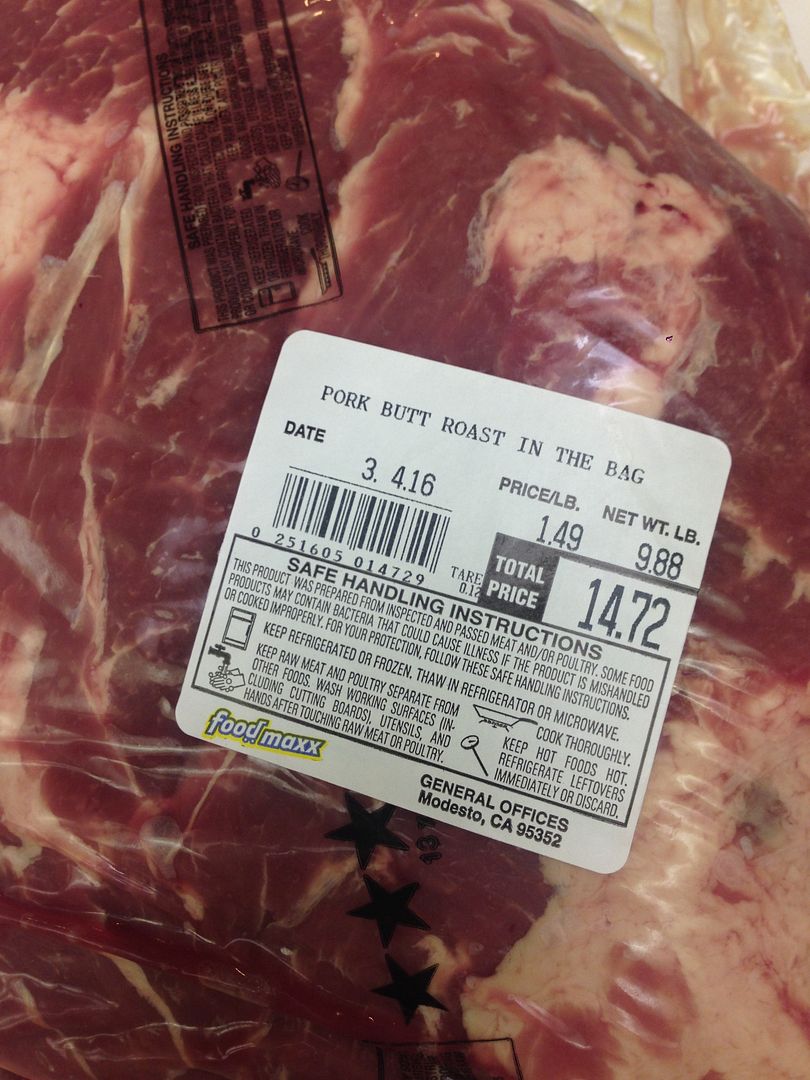 SAFE HANDLING INSTRUCTIONS
PORK BUTT ROAST IN THE BAG
DATE
3. 4.16
PRICE/LB.
NET WT. LB.
1.49
9.88
0 251605 014729
TARE
TOTAL
PRICE
14.72
SAFE HANDLING INSTRUCTIONS
THIS PRODUCT WAS PREPARED FROM INSPECTED AND PASSED MEAT AND/OR POULTRY. SOME FOOD
PRODUCTS MAY CONTAIN BACTERIA THAT COULD CAUSE ILLNESS IF THE PRODUCT IS MISHANDLED
OR COOKED IMPROPERLY. FOR YOUR PROTECTION, FOLLOW THESE SAFE HANDLING INSTRUCTIONS.
KEEP REFRIGERATED OR FROZEN. THAW IN REFRIGERATOR OR MICROWAVE.
KEEP RAW MEAT AND POULTRY SEPARATE FROM
OTHER FOODS. WASH WORKING SURFACES (IN-
CLUDING CUTTING BOARDS), UTENSILS, AND
HANDS AFTER TOUCHING RAW MEAT OR POULTRY.
COOK THOROUGHLY.
KEEP HOT FOODS HOT.
REFRIGERATE LEFTOVERS
IMMEDIATELY OR DISCARD.
food maxx
GENERAL OFFICES
Modesto, CA 95352